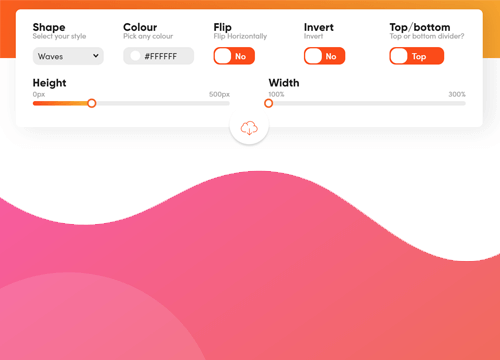 Shape
Select your style
Waves
Colour
Pick any colour
#FFFFFF
Flip
Flip Horizontally
No
Invert
Invert
No
Top/bottom
Top or bottom divider?
Top
Height
0px 500px
Width
100% 300%